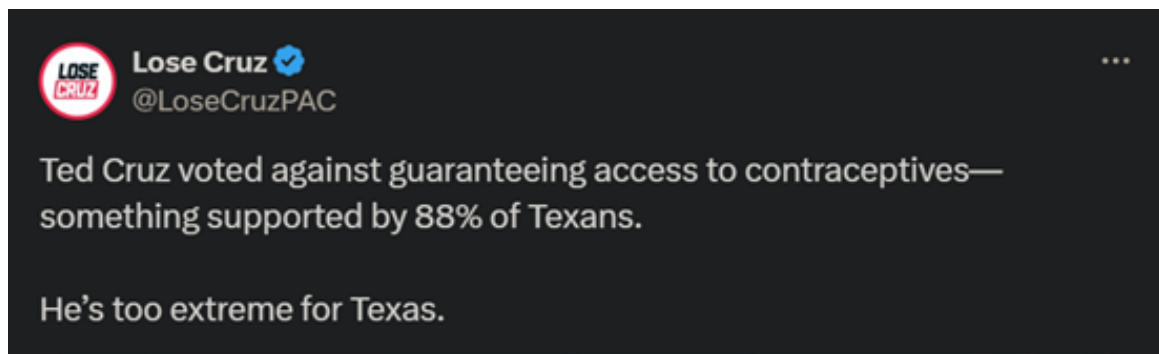 LOSE
CRUZ
Lose Cruz
@LoseCruzPAC
Ted Cruz voted against guaranteeing access to contraceptives—
something supported by 88% of Texans.
He’s too extreme for Texas.